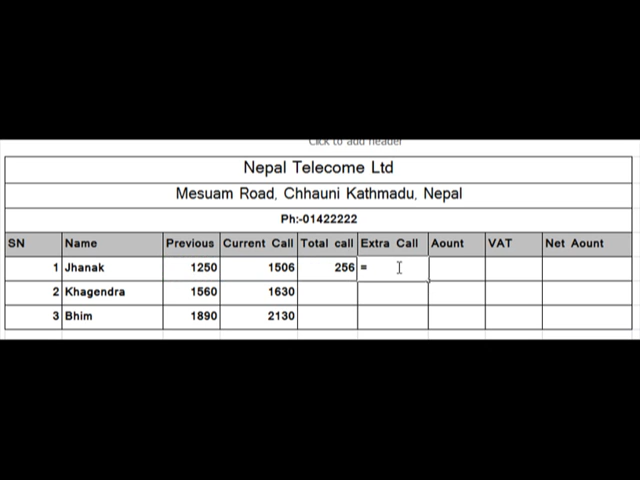 Click to add header
Nepal Telecome Ltd
Mesuam Road, Chhauni Kathmadu, Nepal
Ph:-01422222
SN Name Previous Current Call Total call Extra Call Aount VAT Net Aount
1 Jhanak 1250 1506 256 =
2 Khagendra 1560 1630
3 Bhim 1890 2130